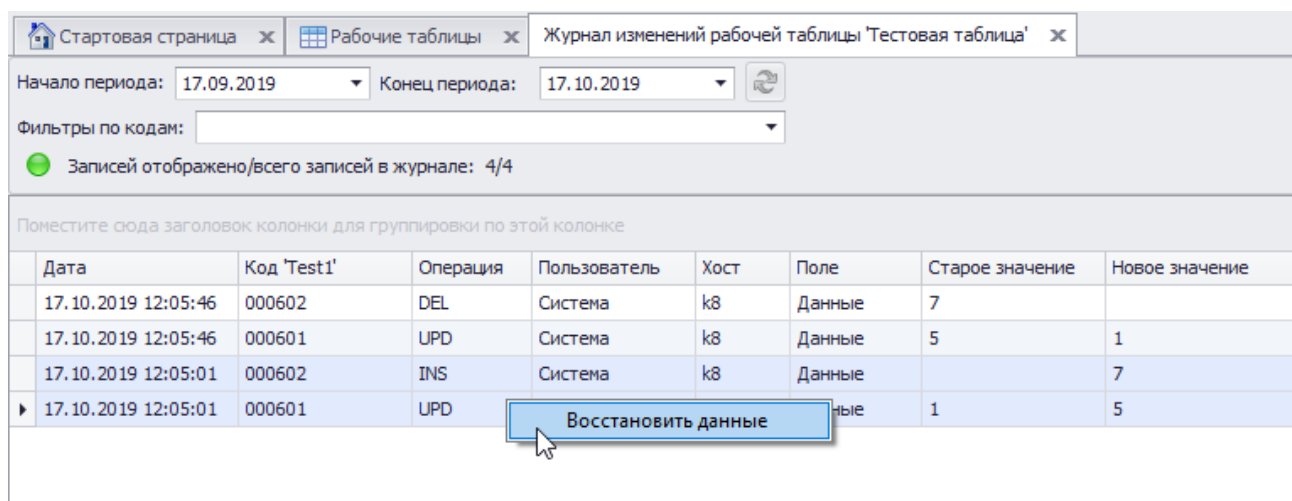 Стартовая страница Рабочие таблицы Журнал изменений рабочей таблицы 'Тестовая таблица'
Начало периода: 17.09.2019 Конец периода: 17.10.2019
Фильтры по кодам:
Записей отображено/всего записей в журнале: 4/4
Поместите сюда заголовок колонки для группировки по этой колонке
Дата Код 'Test1' Операция Пользователь Хост Поле Старое значение Новое значение
17.10.2019 12:05:46 000602 DEL Система k8 Данные 7
17.10.2019 12:05:46 000601 UPD Система k8 Данные 5 1
17.10.2019 12:05:01 000602 INS Система k8 Данные 7
17.10.2019 12:05:01 000601 UPD ные 1 5
Восстановить данные